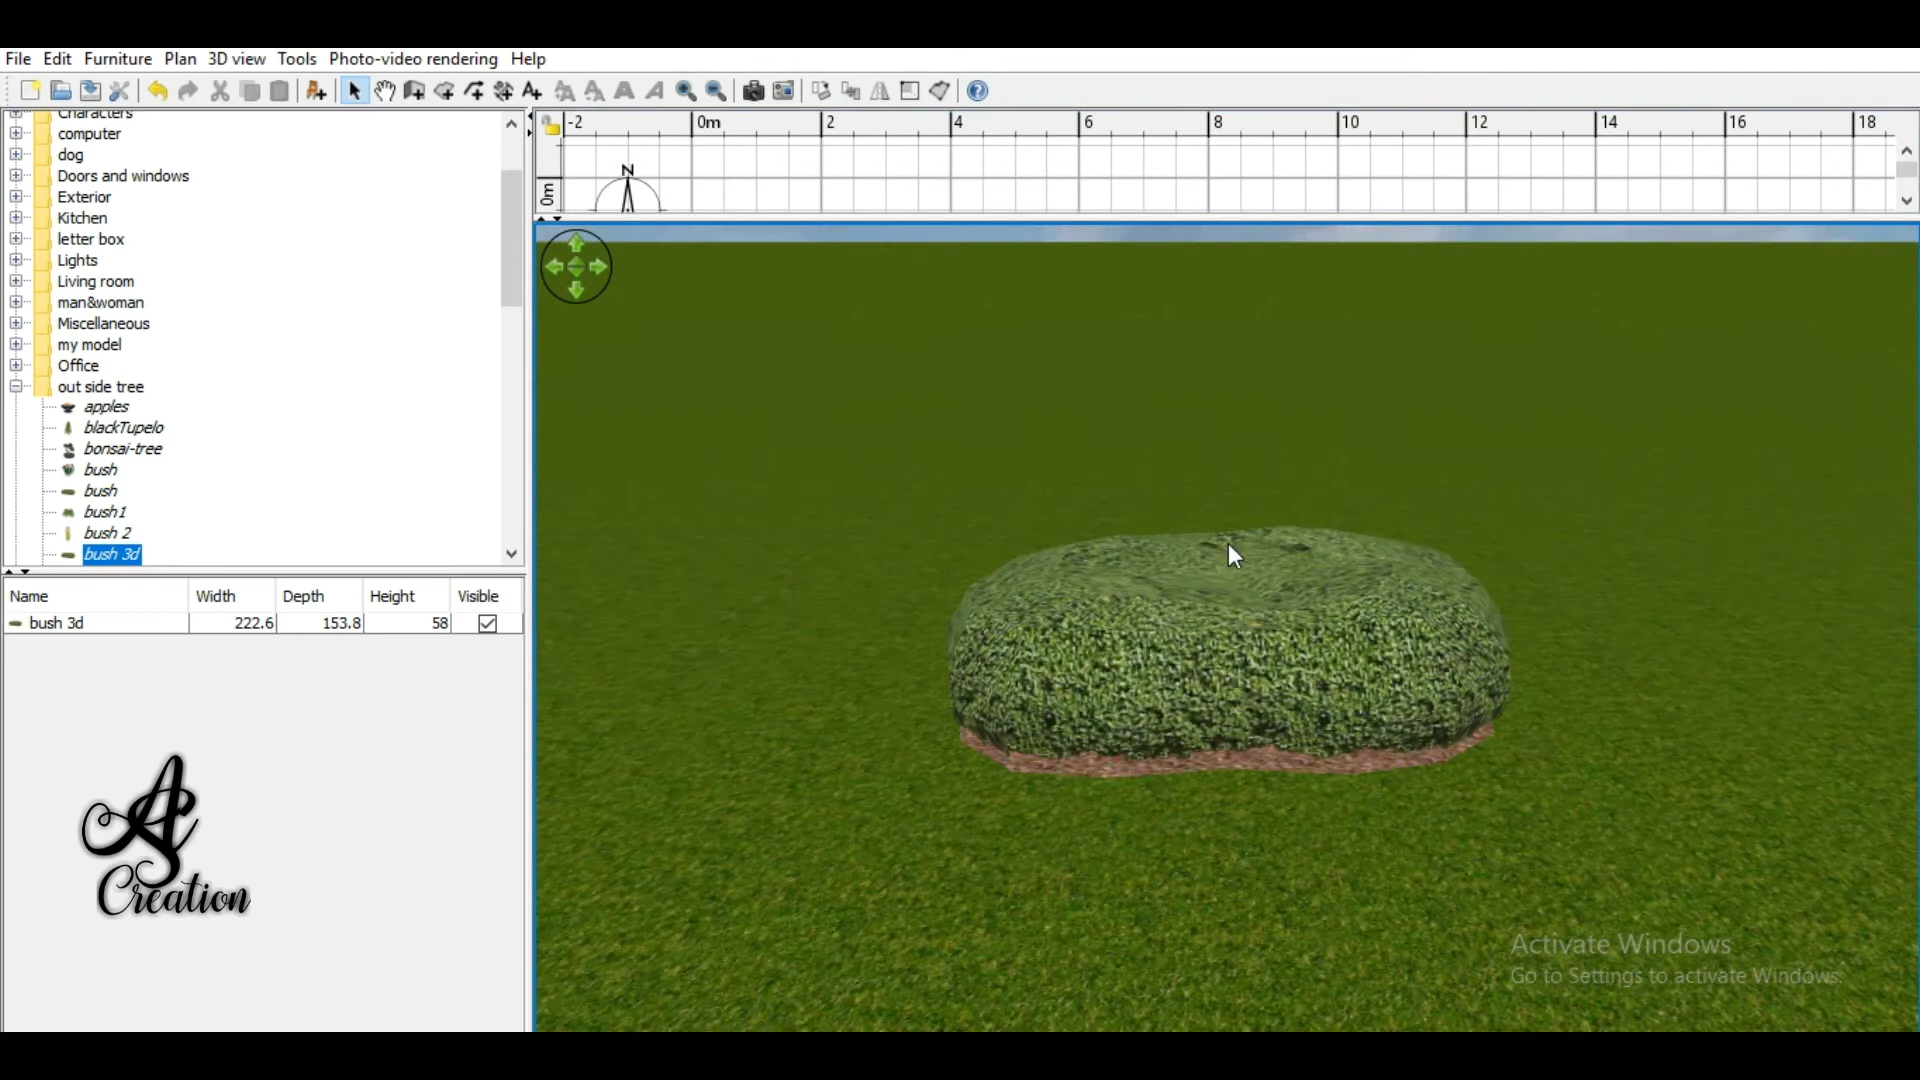 File Edit Furniture Plan 3D view Tools Photo-video rendering Help
Characters
computer
dog
Doors and windows
Exterior
Kitchen
letter box
Lights
Living room
man&woman
Miscellaneous
my model
Office
out side tree
apples
blackTupelo
bonsai-tree
bush
bush
bush1
bush 2
bush 3d
Name Width Depth Height Visible
bush 3d 222.6 153.8 58
AS
Creation
-2 0m 2 4 6 8 10 12 14 16 18
0m
N
Activate Windows
Go to Settings to activate Windows.